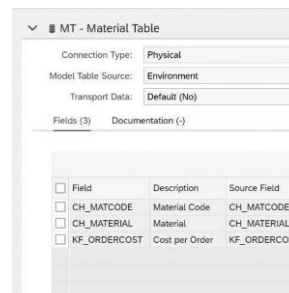 MT - Material Table
Connection Type: Physical
Model Table Source: Environment
Transport Data: Default (No)
Fields (3) Documentation (-)
Field Description Source Field
CH_MATCODE Material Code CH_MATCODE
CH_MATERIAL Material CH_MATERIAL
KF_ORDERCOST Cost per Order KF_ORDERCO